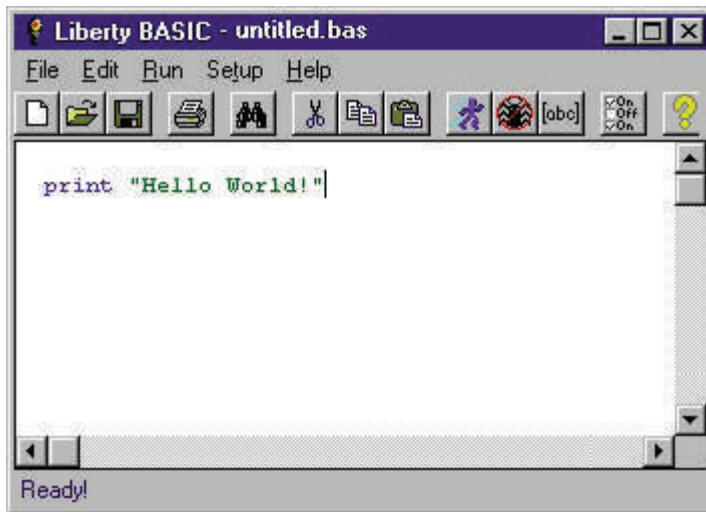 Liberty BASIC - untitled.bas
File Edit Run Setup Help
[abc] On Off On ?
print "Hello World!"
Ready!